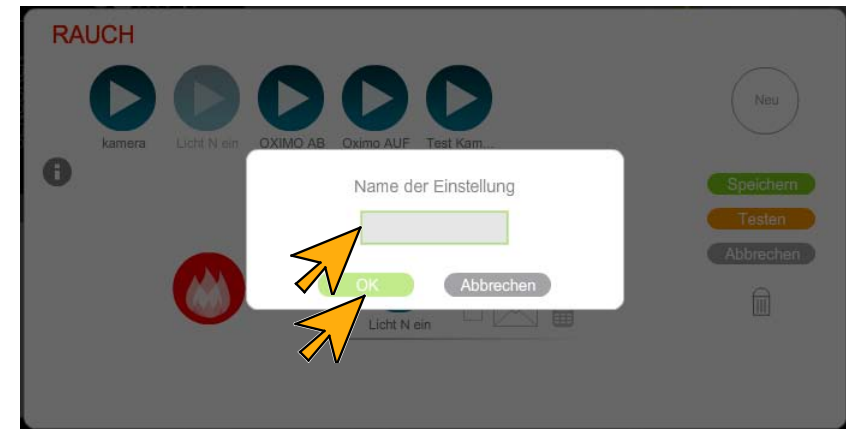 RAUCH
Neu
kamera Licht N ein OXIMO AB Oximo AUF Test Kam...
Name der Einstellung
Speichern
Testen
Abbrechen
OK Abbrechen
Licht N ein